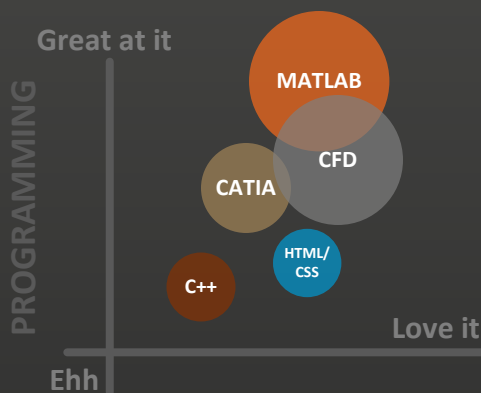 Great at it
PROGRAMMING
MATLAB
CFD
CATIA
HTML/
CSS
C++
Love it
Ehh